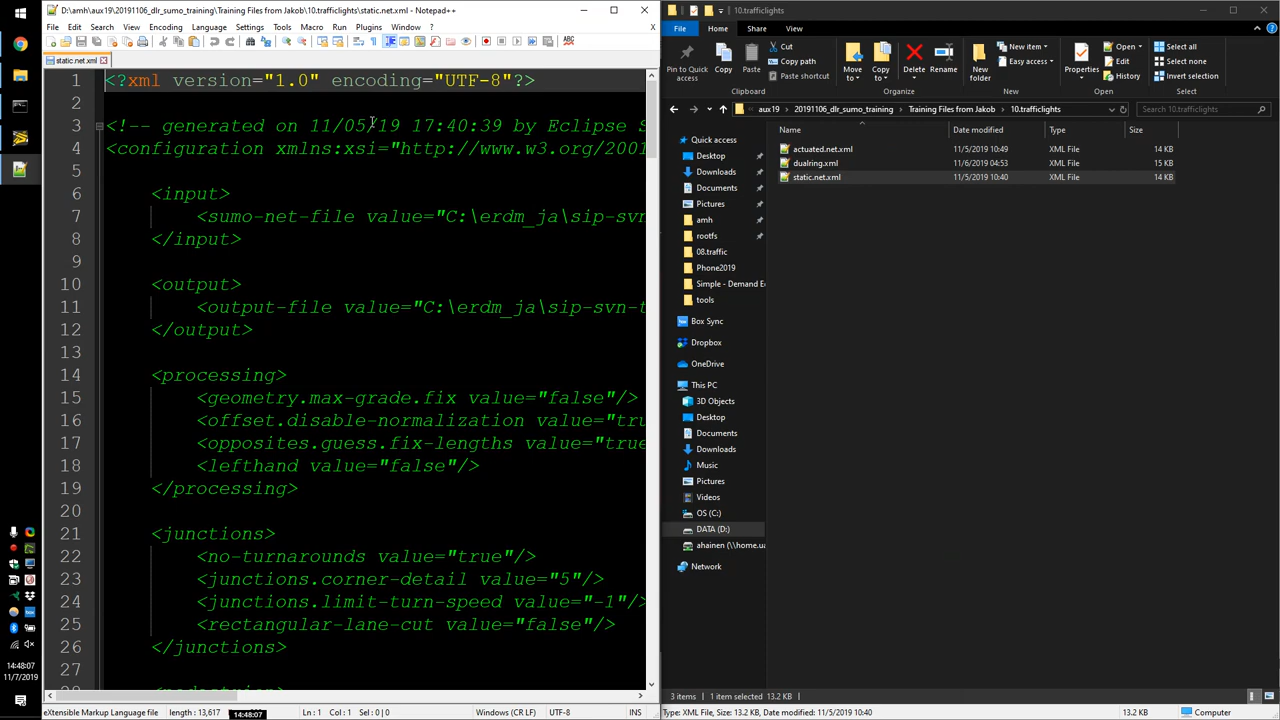 D:\amh\aux19\20191106_dlr_sumo_training\Training Files from Jakob\10.trafficlights\static.net.xml - Notepad++
File Edit Search View Encoding Language Settings Tools Macro Run Plugins Window ?
X
static.net.xml
1 <?xml version="1.0" encoding="UTF-8"?>
2
3 <!-- generated on 11/05/19 17:40:39 by Eclipse S
4 <configuration xmlns:xsi="http://www.w3.org/2001
5
6 <input>
7 <sumo-net-file value="C:\erdm_ja\sip-svn-
8 </input>
9
10 <output>
11 <output-file value="C:\erdm_ja\sip-svn-t
12 </output>
13
14 <processing>
15 <geometry.max-grade.fix value="false"/>
16 <offset.disable-normalization value="tru
17 <opposites.guess.fix-lengths value="true
18 <lefthand value="false"/>
19 </processing>
20
21 <junctions>
22 <no-turnarounds value="true"/>
23 <junctions.corner-detail value="5"/>
24 <junctions.limit-turn-speed value="-1"/>
25 <rectangular-lane-cut value="false"/>
26 </junctions>
27
eXtensible Markup Language file length : 13,617 Ln : 1 Col : 1 Sel : 0 | 0 Windows (CR LF) UTF-8 INS
14:48:07
14:48:07
11/7/2019
10.trafficlights
File Home Share View
Pin to Quick access
Copy
Paste
Cut
Copy path
Clipboard
Move to
Copy to
Delete
Rename
Organize
New folder
New item
Easy access
New
Properties
Open
Edit
History
Open
Select all
Select none
Invert selection
Select
aux19 > 20191106_dlr_sumo_training > Training Files from Jakob > 10.trafficlights
Search 10.trafficlights
Name Date modified Type Size
actuated.net.xml 11/5/2019 10:49 XML File 14 KB
dualring.xml 11/6/2019 04:53 XML File 15 KB
static.net.xml 11/5/2019 10:40 XML File 14 KB
Quick access
Desktop
Downloads
Documents
Pictures
amh
rootfs
08.traffic
Phone2019
Simple - Demand E
tools
Box Sync
Dropbox
OneDrive
This PC
3D Objects
Desktop
Documents
Downloads
Music
Pictures
Videos
OS (C:)
DATA (D:)
ahainen (\\home.ua
Network
3 items 1 item selected 13.2 KB
Type: XML File, Size: 13.2 KB, Date modified: 11/5/2019 10:40 13.2 KB Computer